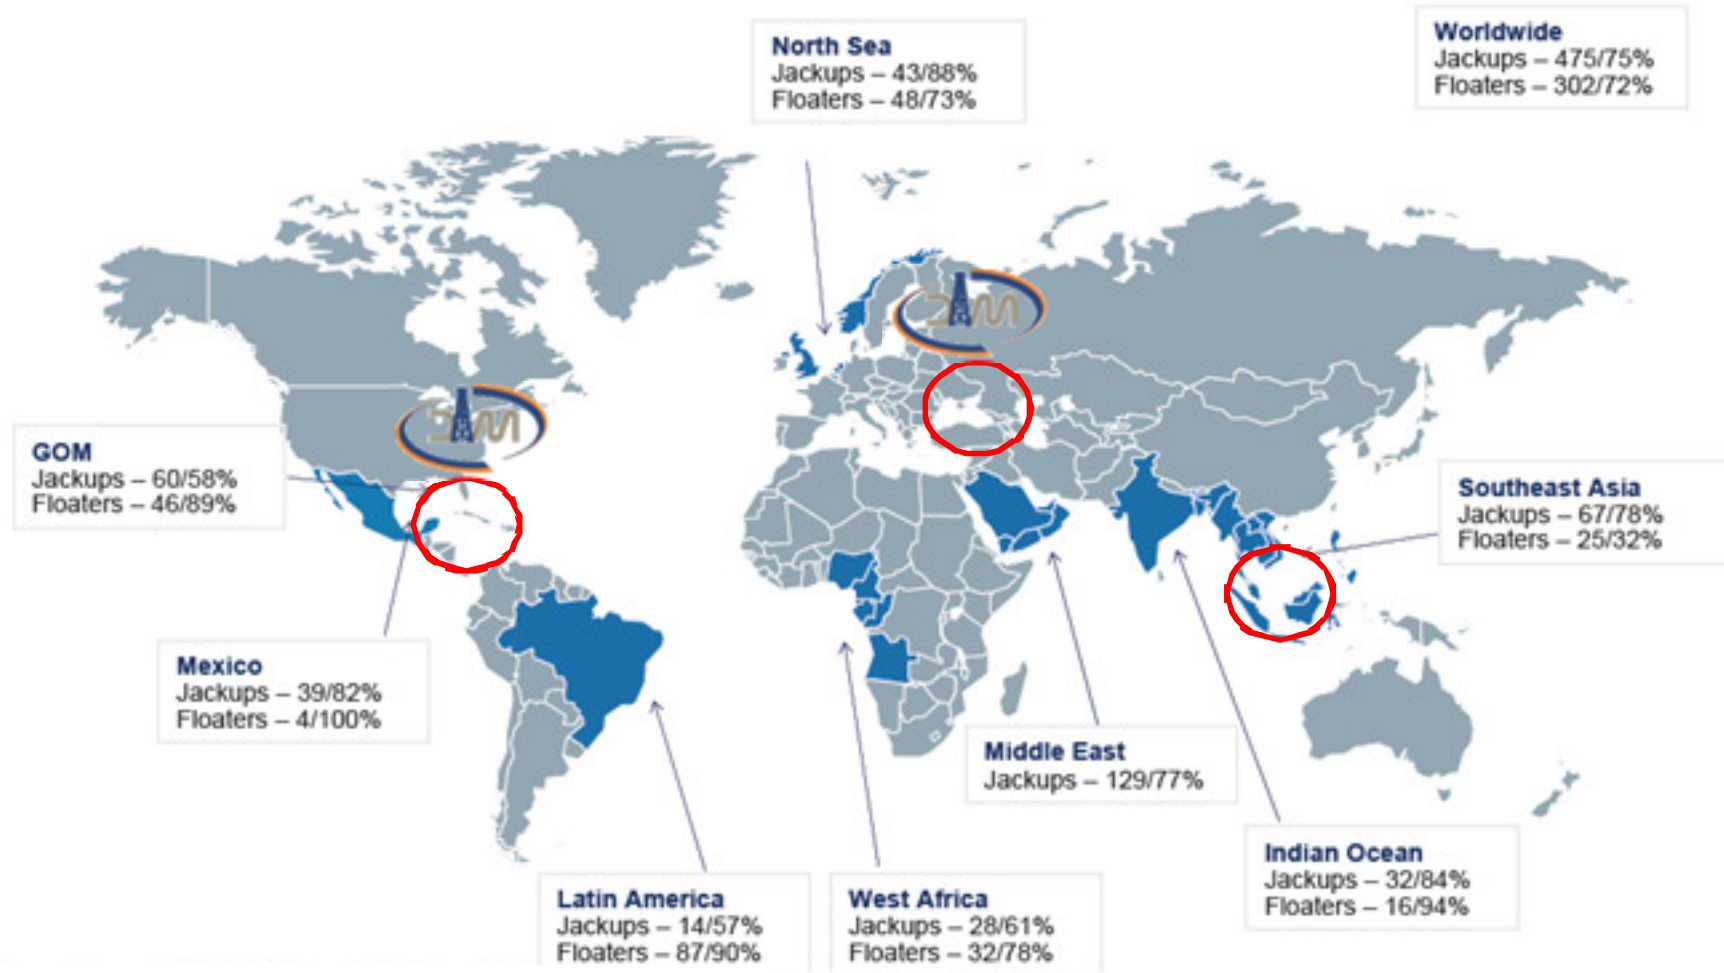 North Sea
Jackups – 43/88%
Floaters – 48/73%
Worldwide
Jackups – 475/75%
Floaters – 302/72%
GOM
Jackups – 60/58%
Floaters – 46/89%
Southeast Asia
Jackups – 67/78%
Floaters – 25/32%
Mexico
Jackups – 39/82%
Floaters – 4/100%
Middle East
Jackups – 129/77%
Indian Ocean
Jackups – 32/84%
Floaters – 16/94%
Latin America
Jackups – 14/57%
Floaters – 87/90%
West Africa
Jackups – 28/61%
Floaters – 32/78%